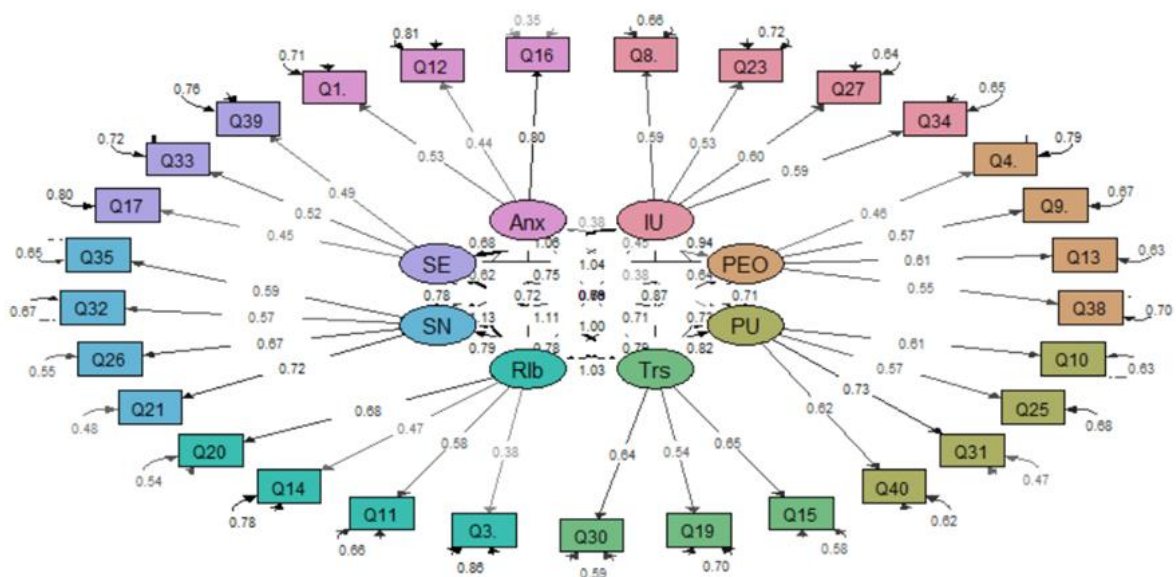 0.35 0.66
0.81 0.72
Q16 Q8.
0.71 Q12 Q23 0.64
Q1. Q27
0.76 0.65
Q39 Q34
0.72 0.79
Q33 0.53 0.44 0.80 0.59 0.53 0.60 Q4.
0.80 0.49 0.59 0.67
Q17 0.52 0.46 Q9.
0.45 Anx 0.38 IU 0.57
0.65 Q35 0.68 1.06 0.45 0.94 0.61 Q13 0.63
SE PEO
0.59 0.62 0.75 1.04 0.38 0.64 0.55
0.67 Q32 0.57 0.78 0.72 0.87 0.71 Q38 0.70
SN PU
0.67 1.13 1.11 1.00 0.71 0.61
0.55 Q26 0.79 0.78 0.82 0.57 Q10 0.63
0.72 Rlb 1.03 Trs 0.73
Q21 0.62 Q25
0.48 0.68 0.68
Q20 0.47 Q31
0.54 0.58 0.38 0.64 0.54 0.65 0.47
Q14 Q40
0.78 Q11 Q15 0.62
Q3. Q30 Q19
0.66 0.58
0.86 0.59 0.70